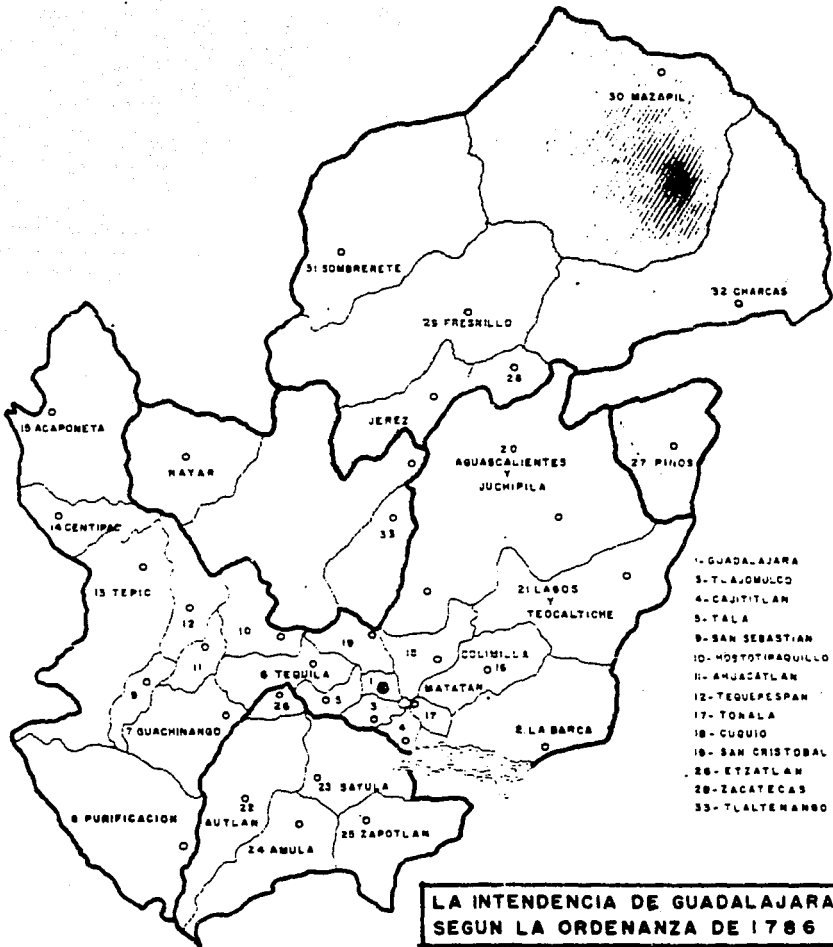 30 MAZAPIL
31 SOMBRERETE
32 CHARCAS
29 FRESNILLO
28
JEREZ
15 ACAPONETA
NAYAR
20
AGUASCALIENTES
Y
JUCHIPILA
27 PINOS
14 CENTIPAC
33
13 TEPIC
21 LAGOS
Y
TEOCALTICHE
12
10
19
18
COLIMILLA
16
11
6 TEQUILA
1
MATATAN
9
26
5
3
17
7 GUACHINANGO
4
2 LA BARCA
23 SAYULA
22
AUTLAN
8 PURIFICACION
25 ZAPOTLAN
24 AMULA
1- GUADALAJARA
3- TLAJOMULCO
4- CAJITITLAN
5- TALA
9- SAN SEBASTIAN
10- HOSTOTIPAQUILLO
11- AHUACATLAN
12- TEQUEPESPAN
17- TONALA
18- CUQUIO
19- SAN CRISTOBAL
26- ETZATLAN
28- ZACATECAS
33- TLALTENANGO
LA INTENDENCIA DE GUADALAJARA
SEGUN LA ORDENANZA DE 1786